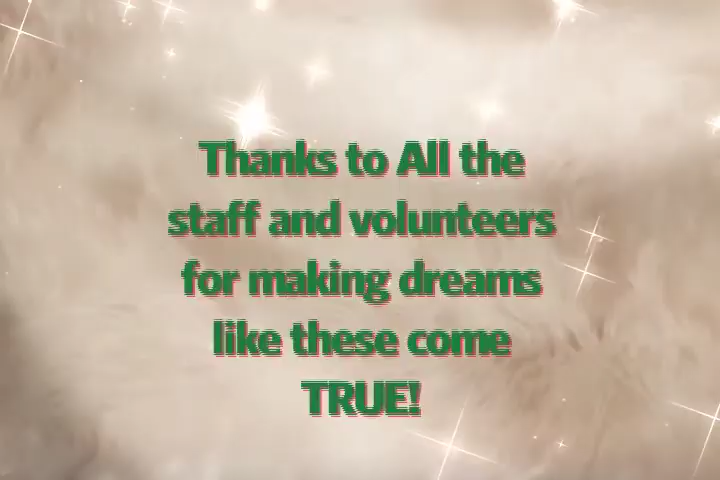 Thanks to All the
staff and volunteers
for making dreams
like these come
TRUE!